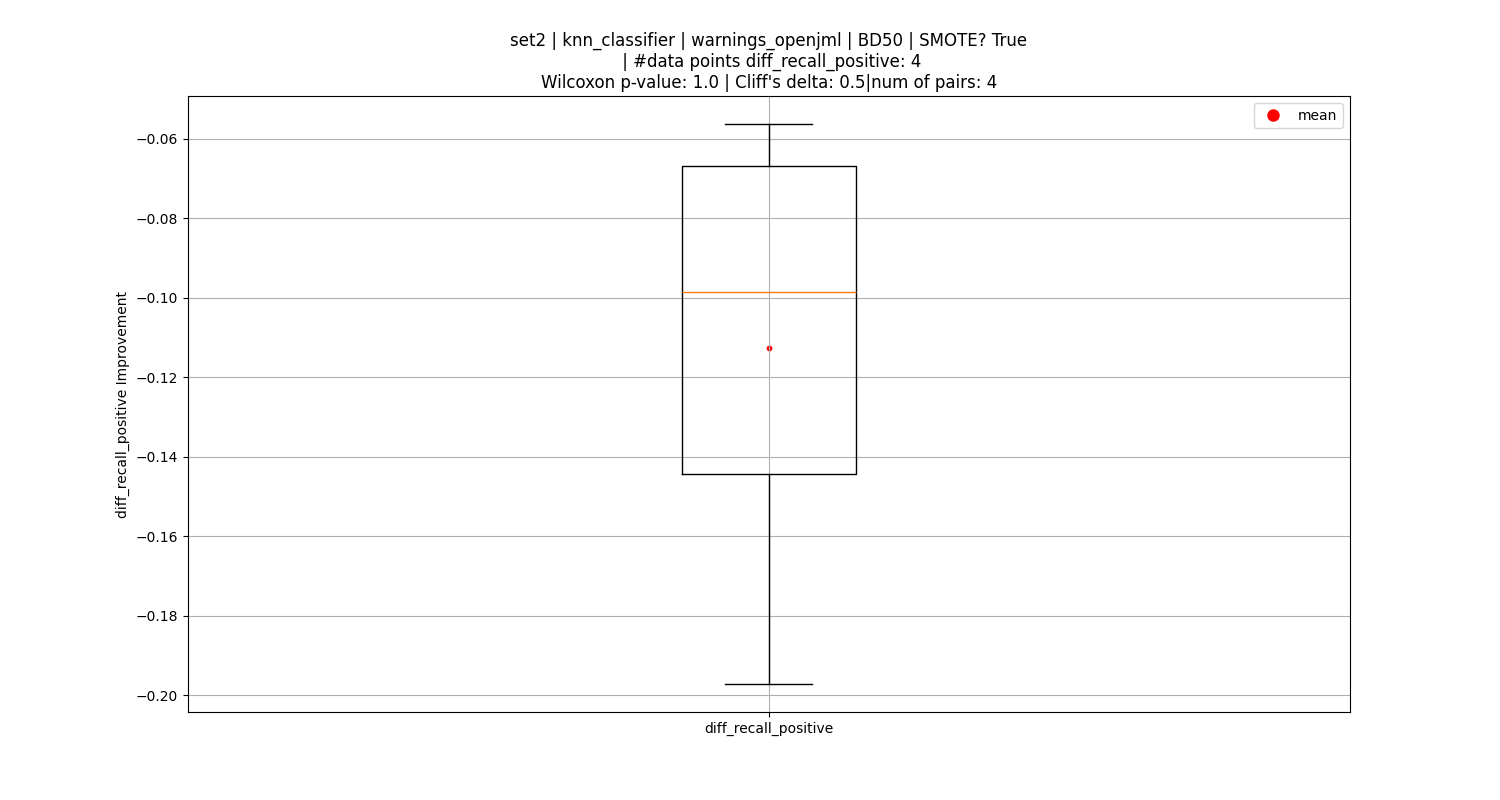 set2 | knn_classifier | warnings_openjml | BD50 | SMOTE? True
| #data points diff_recall_positive: 4
Wilcoxon p-value: 1.0 | Cliff's delta: 0.5|num of pairs: 4
mean
−0.06
−0.08
−0.10
−0.12
−0.14
−0.16
−0.18
−0.20
diff_recall_positive Improvement
diff_recall_positive